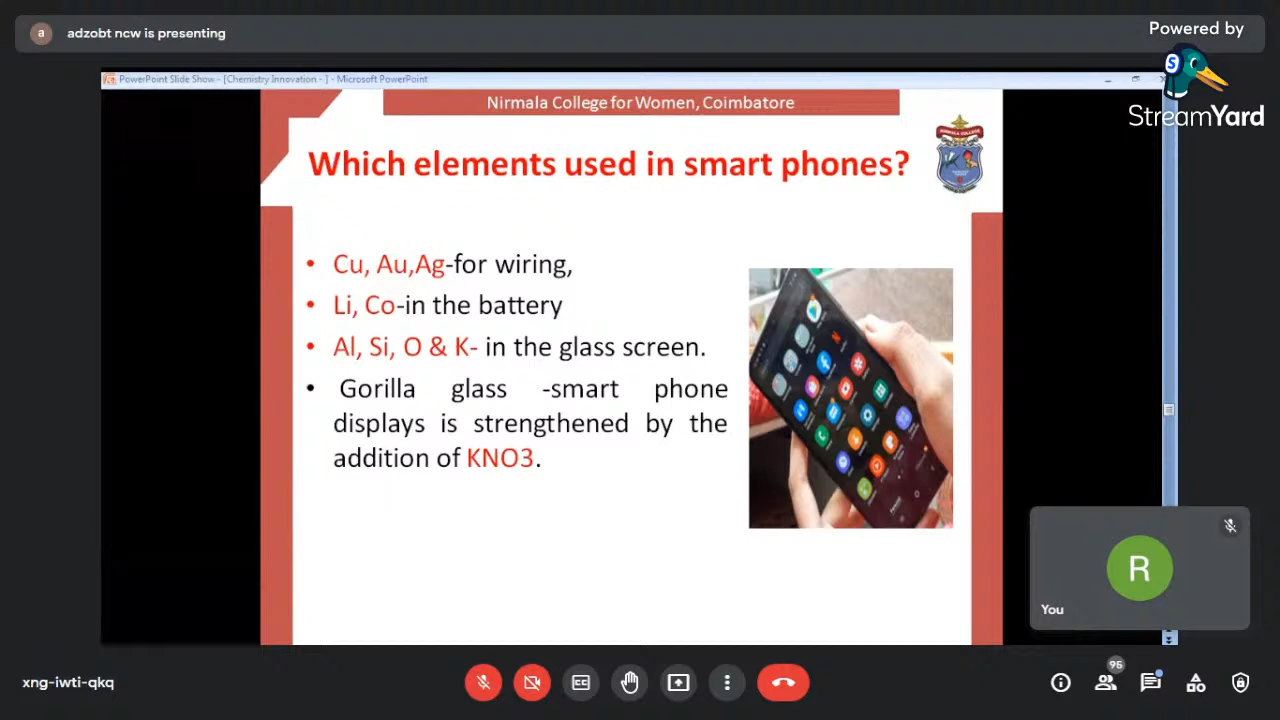 a adzobt ncw is presenting
Powered by
S
StreamYard
PowerPoint Slide Show - [Chemistry Innovation - ] - Microsoft PowerPoint
Nirmala College for Women, Coimbatore
Which elements used in smart phones?
• Cu, Au,Ag-for wiring,
• Li, Co-in the battery
• Al, Si, O & K- in the glass screen.
• Gorilla glass -smart phone
displays is strengthened by the
addition of KNO3.
R
You
xng-iwti-qkq
CC
95